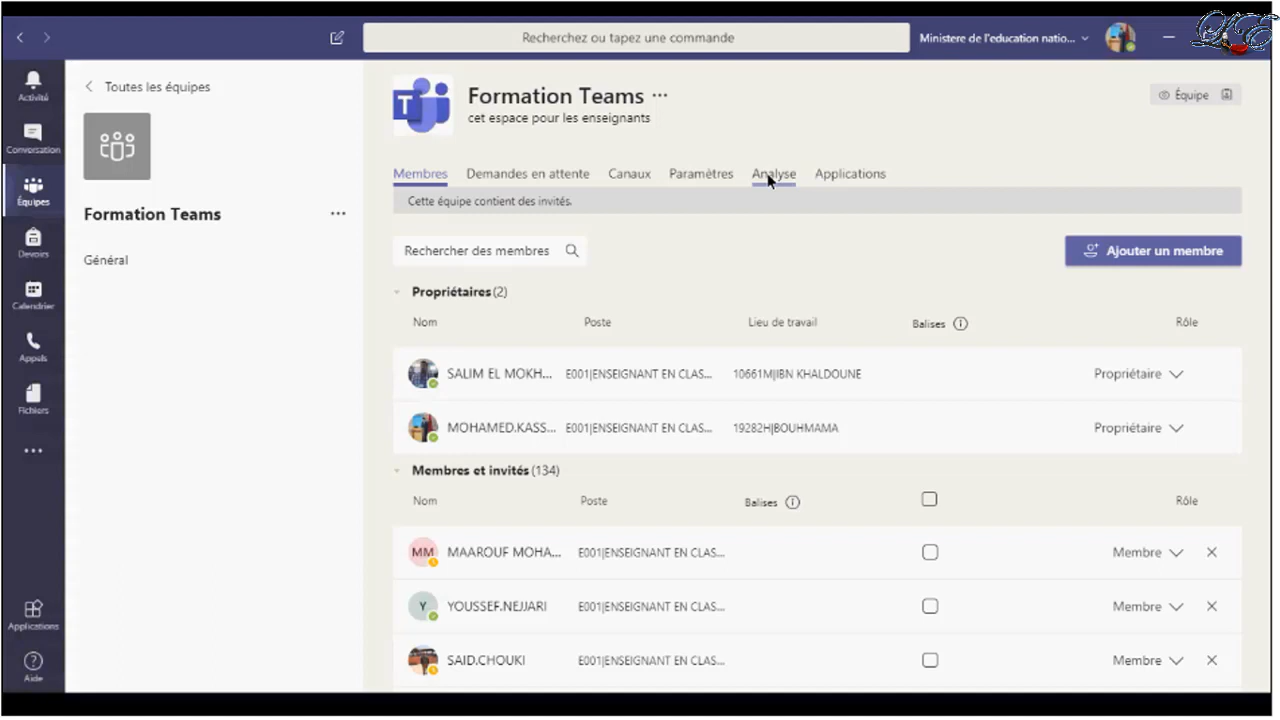 Recherchez ou tapez une commande
Ministere de l'education natio...
Activité
Conversation
Équipes
Devoirs
Calendrier
Appels
Fichiers
Applications
Aide
Toutes les équipes
Formation Teams
Général
T
Formation Teams
cet espace pour les enseignants
Équipe
Membres Demandes en attente Canaux Paramètres Analyse Applications
Cette équipe contient des invités.
Rechercher des membres
Ajouter un membre
Propriétaires (2)
Nom Poste Lieu de travail Balises Rôle
SALIM EL MOKH... E001|ENSEIGNANT EN CLAS... 10661M|IBN KHALDOUNE Propriétaire
MOHAMED.KASS... E001|ENSEIGNANT EN CLAS... 19282H|BOUHMAMA Propriétaire
Membres et invités (134)
Nom Poste Balises Rôle
MM MAAROUF MOHA... E001|ENSEIGNANT EN CLAS... Membre
Y YOUSSEF.NEJJARI E001|ENSEIGNANT EN CLAS... Membre
SAID.CHOUKI E001|ENSEIGNANT EN CLAS... Membre